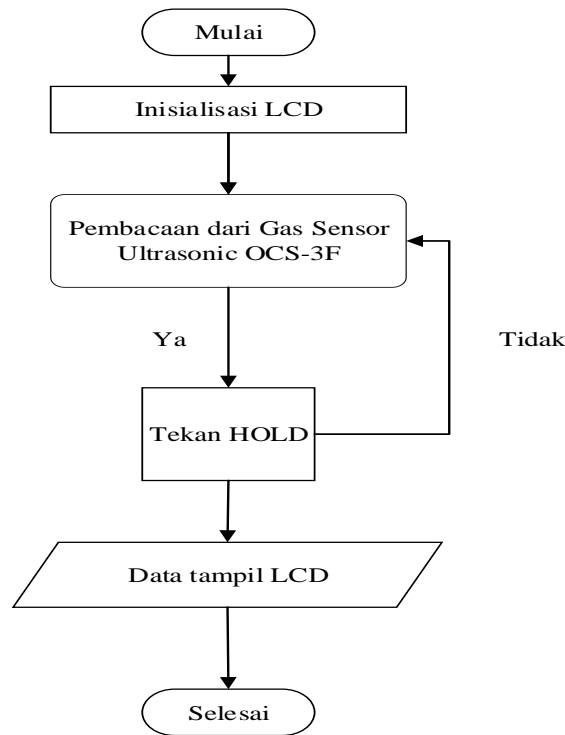 Mulai
Inisialisasi LCD
Pembacaan dari Gas Sensor
Ultrasonic OCS-3F
Ya
Tidak
Tekan HOLD
Data tampil LCD
Selesai